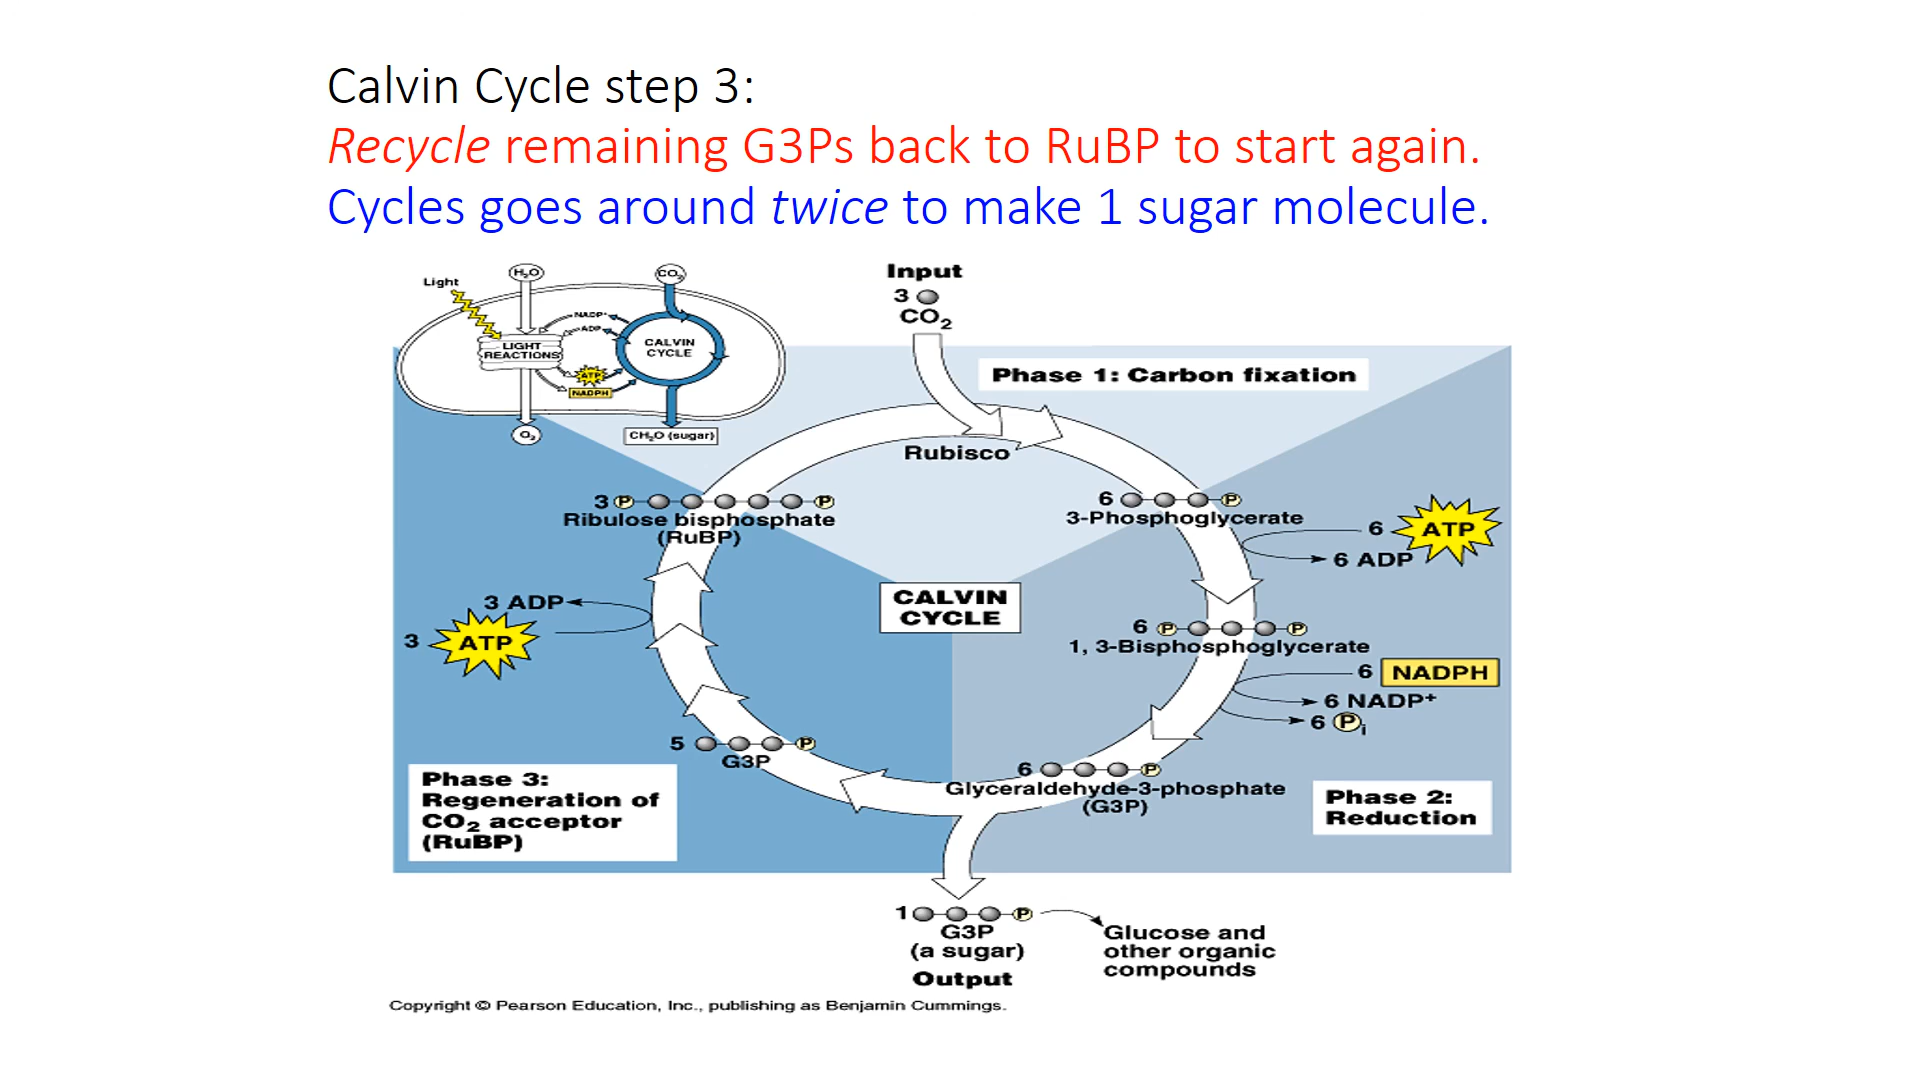 Calvin Cycle step 3:
Recycle remaining G3Ps back to RuBP to start again.
Cycles goes around twice to make 1 sugar molecule.
Light
H₂O
CO₂
NADP⁺
ADP
LIGHT
REACTIONS
CALVIN
CYCLE
ATP
NADPH
O₂
CH₂O (sugar)
Input
3
CO₂
Phase 1: Carbon fixation
Rubisco
3 P P
Ribulose bisphosphate
(RuBP)
6 P
3-Phosphoglycerate
6 ATP
6 ADP
CALVIN
CYCLE
3 ADP
3 ATP
6 P P
1, 3-Bisphosphoglycerate
6 NADPH
6 NADP⁺
6 Pᵢ
5 P
G3P
6 P
Glyceraldehyde-3-phosphate
(G3P)
Phase 3:
Regeneration of
CO₂ acceptor
(RuBP)
Phase 2:
Reduction
1 P
G3P
(a sugar)
Output
Glucose and
other organic
compounds
Copyright © Pearson Education, Inc., publishing as Benjamin Cummings.